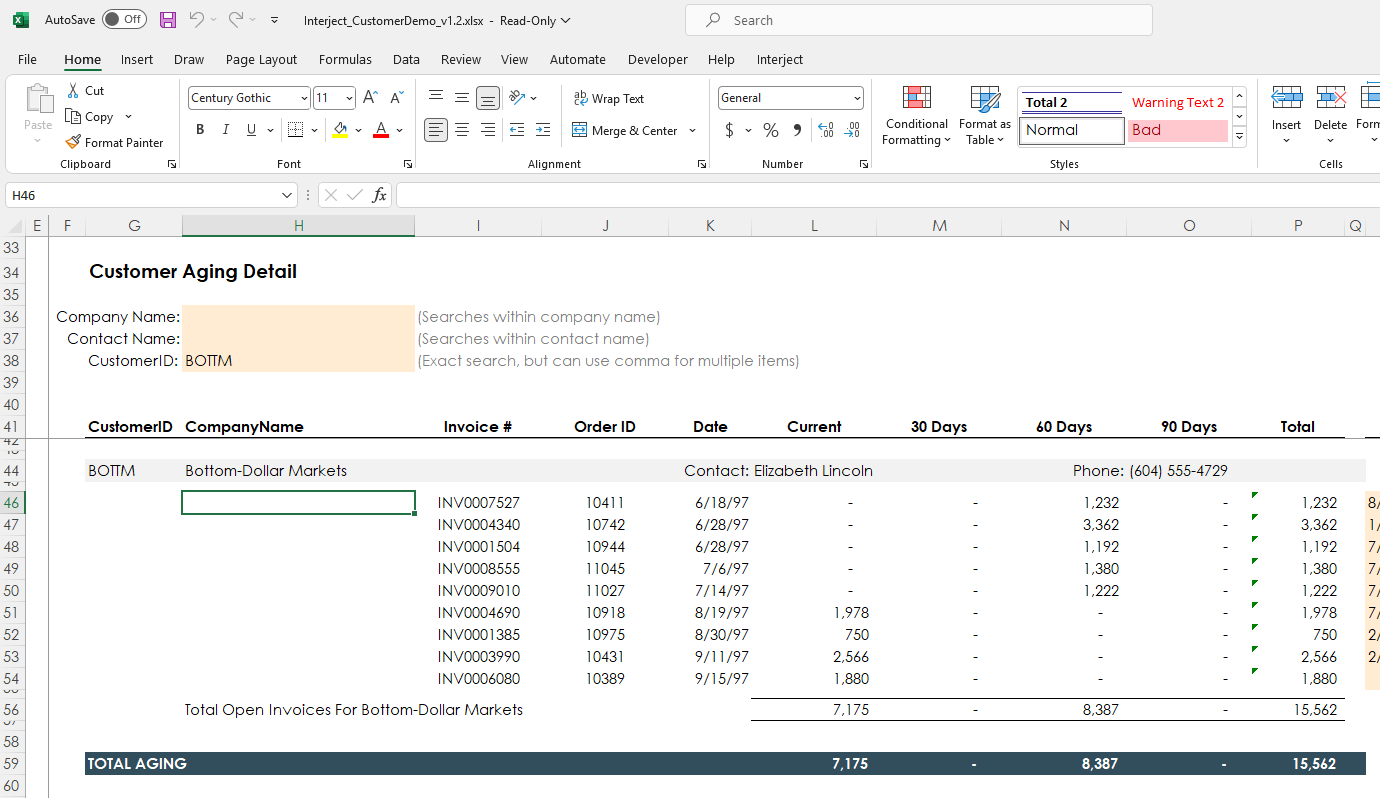 AutoSave Off Interject_CustomerDemo_v1.2.xlsx - Read-Only Search
File Home Insert Draw Page Layout Formulas Data Review View Automate Developer Help Interject
Paste Cut Copy Format Painter
Century Gothic 11 B I U A A A
ab Wrap Text
Merge & Center
General
$ % 9
Conditional Formatting Format as Table
Total 2 Warning Text 2
Normal Bad
Insert Delete Form
Clipboard Font Alignment Number Styles Cells
H46 fx
E F G H I J K L M N O P Q
33
34 Customer Aging Detail
35
36 Company Name: (Searches within company name)
37 Contact Name: (Searches within contact name)
38 CustomerID: BOTTM (Exact search, but can use comma for multiple items)
39
40
41 CustomerID CompanyName Invoice # Order ID Date Current 30 Days 60 Days 90 Days Total
42
44 BOTTM Bottom-Dollar Markets Contact: Elizabeth Lincoln Phone: (604) 555-4729
46 INV0007527 10411 6/18/97 - - 1,232 - 1,232 8/
47 INV0004340 10742 6/28/97 - - 3,362 - 3,362 1/
48 INV0001504 10944 6/28/97 - - 1,192 - 1,192 7/
49 INV0008555 11045 7/6/97 - - 1,380 - 1,380 7/
50 INV0009010 11027 7/14/97 - - 1,222 - 1,222 7/
51 INV0004690 10918 8/19/97 1,978 - - - 1,978 7/
52 INV0001385 10975 8/30/97 750 - - - 750 2/
53 INV0003990 10431 9/11/97 2,566 - - - 2,566 2/
54 INV0006080 10389 9/15/97 1,880 - - - 1,880
56 Total Open Invoices For Bottom-Dollar Markets 7,175 - 8,387 - 15,562
58
59 TOTAL AGING 7,175 - 8,387 - 15,562
60